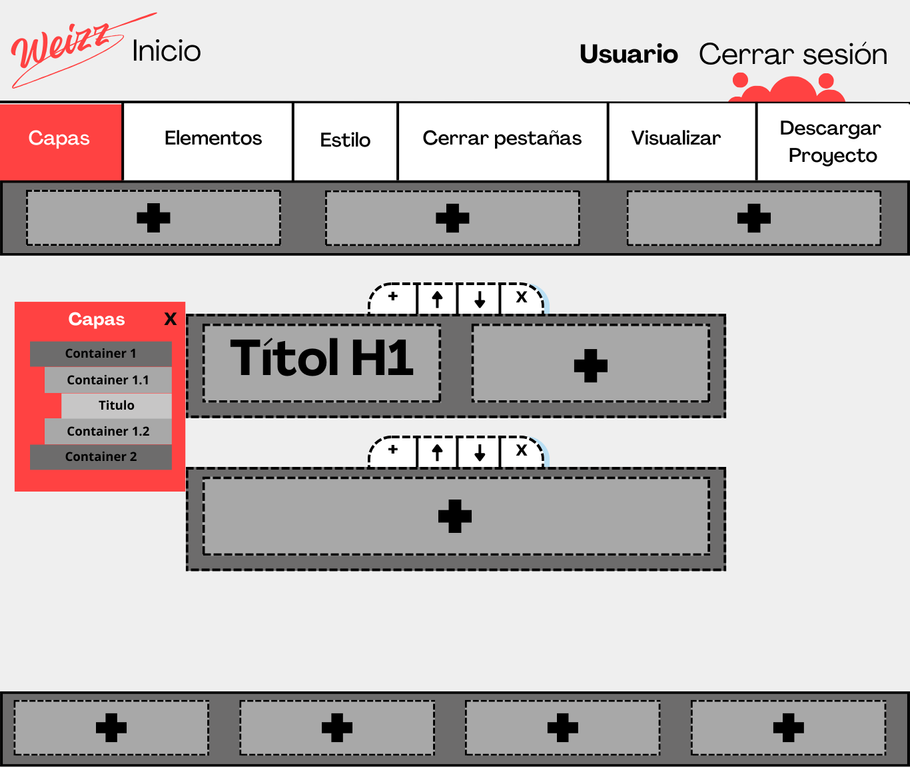 Weizz
Inicio
Usuario
Cerrar sesión
Capas
Elementos
Estilo
Cerrar pestañas
Visualizar
Descargar
Proyecto
+ ↑ ↓ X
Capas X
Container 1
Container 1.1
Titulo
Container 1.2
Container 2
Títol H1
+ ↑ ↓ X